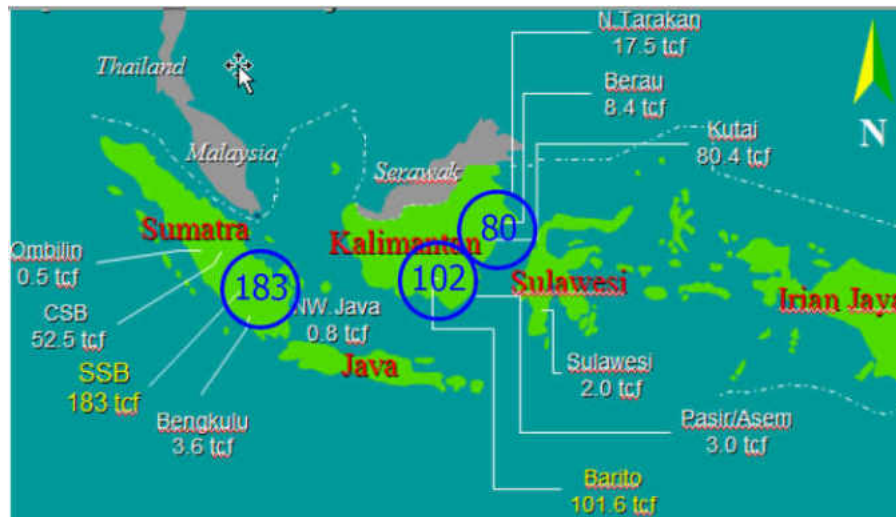 N.Tarakan
17.5 tcf
Berau
8.4 tcf
Kutai
80.4 tcf
N
Thailand
Malaysia
Serawak
Sumatra
Kalimantan
80
Ombilin
0.5 tcf
183
102
Sulawesi
Irian Jaya
CSB
52.5 tcf
NW.Java
0.8 tcf
SSB
183 tcf
Java
Sulawesi
2.0 tcf
Bengkulu
3.6 tcf
Pasir/Asem
3.0 tcf
Barito
101.6 tcf